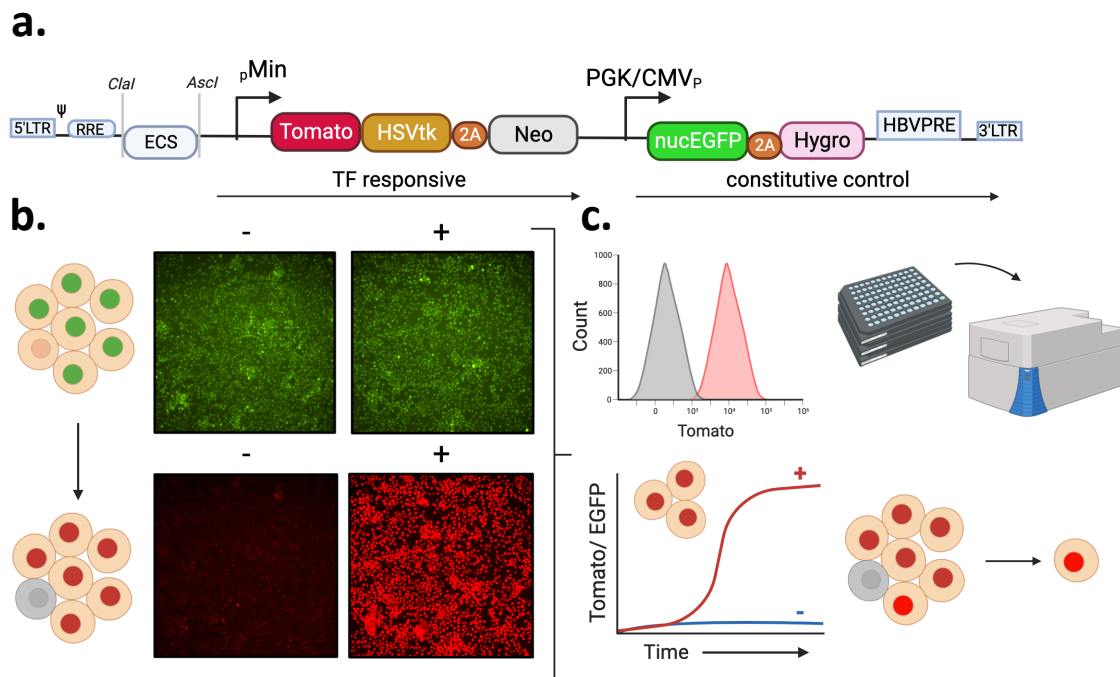 a.
ClaI
AscI
pMin
PGK/CMVP
5'LTR
Ψ
RRE
ECS
Tomato
HSVtk
2A
Neo
nucEGFP
2A
Hygro
HBVPRE
3'LTR
TF responsive
constitutive control
b.
-
+
-
+
c.
1000
800
600
400
200
0
Count
0
10³
10⁴
10⁵
10⁶
Tomato
Tomato/ EGFP
+
-
Time